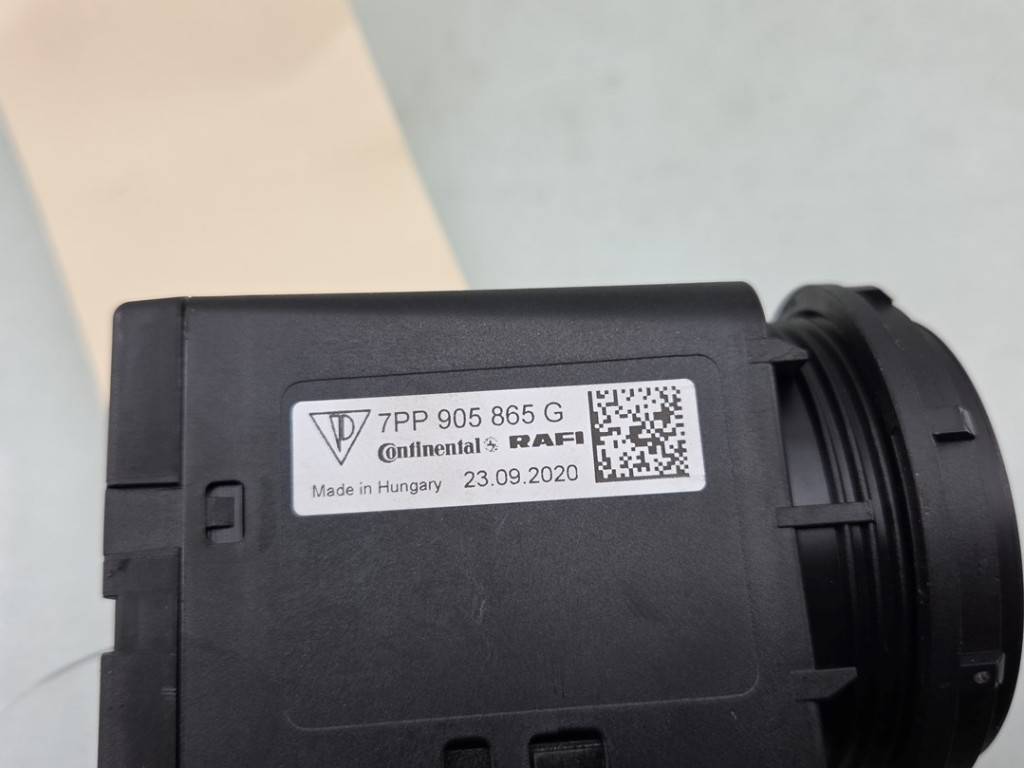 7PP 905 865 G
Continental RAFI
Made in Hungary 23.09.2020